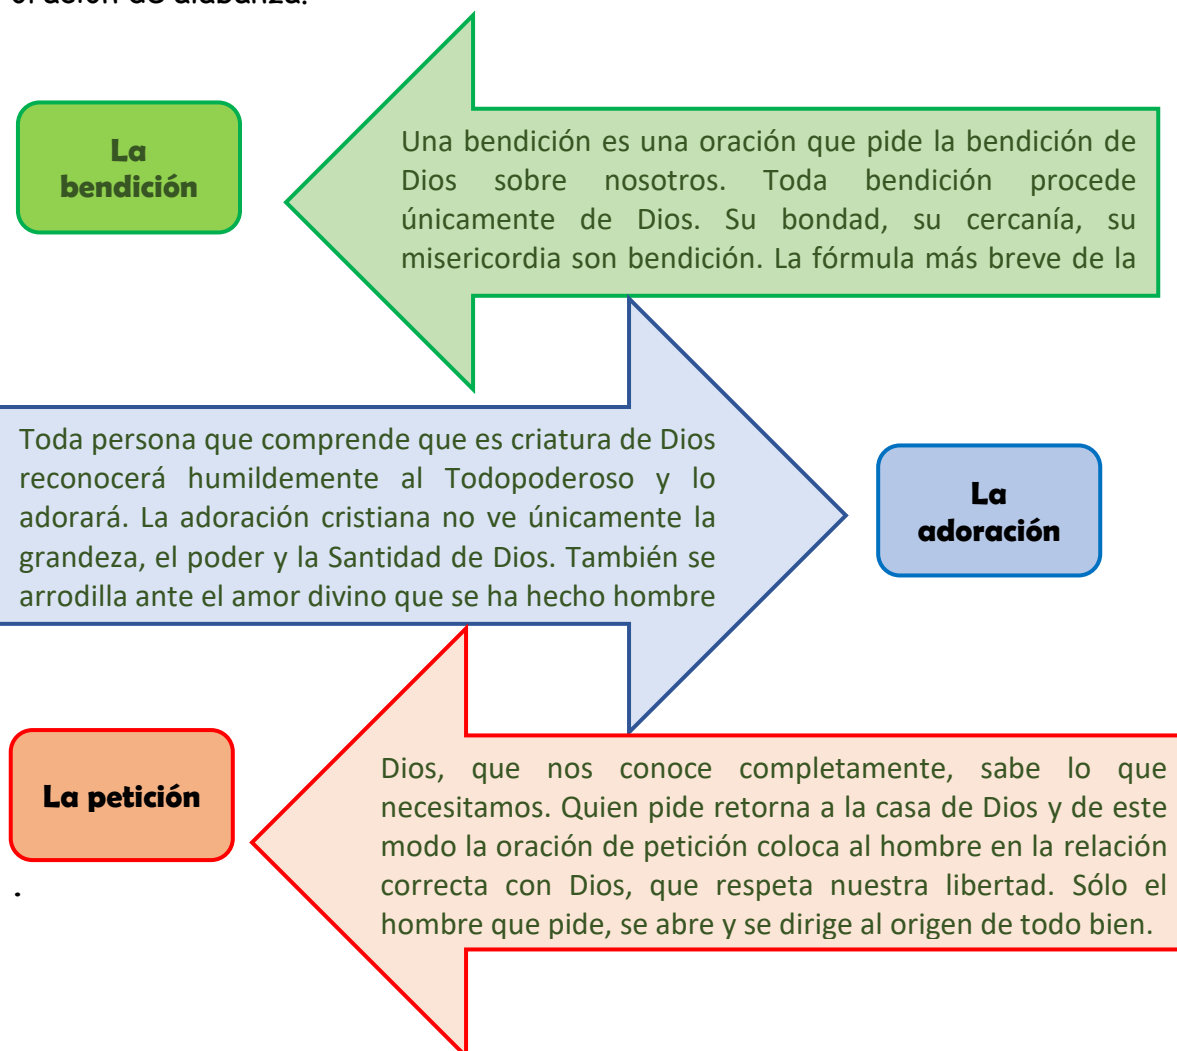 oración de alabanza.
La
bendición
Una bendición es una oración que pide la bendición de
Dios sobre nosotros. Toda bendición procede
únicamente de Dios. Su bondad, su cercanía, su
misericordia son bendición. La fórmula más breve de la
Toda persona que comprende que es criatura de Dios
reconocerá humildemente al Todopoderoso y lo
adorará. La adoración cristiana no ve únicamente la
grandeza, el poder y la Santidad de Dios. También se
arrodilla ante el amor divino que se ha hecho hombre
La
adoración
La petición
.
Dios, que nos conoce completamente, sabe lo que
necesitamos. Quien pide retorna a la casa de Dios y de este
modo la oración de petición coloca al hombre en la relación
correcta con Dios, que respeta nuestra libertad. Sólo el
hombre que pide, se abre y se dirige al origen de todo bien.